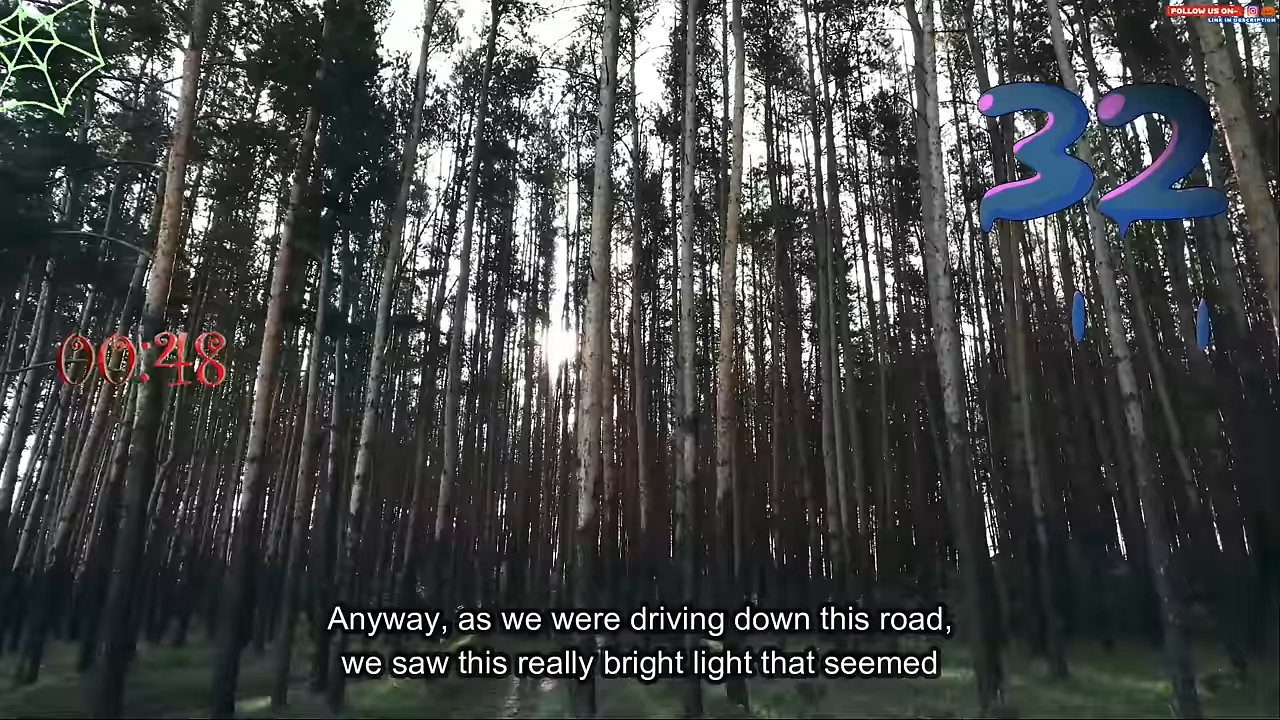 FOLLOW US ON-
LINK IN DESCRIPTION
32
00:48
Anyway, as we were driving down this road,
we saw this really bright light that seemed